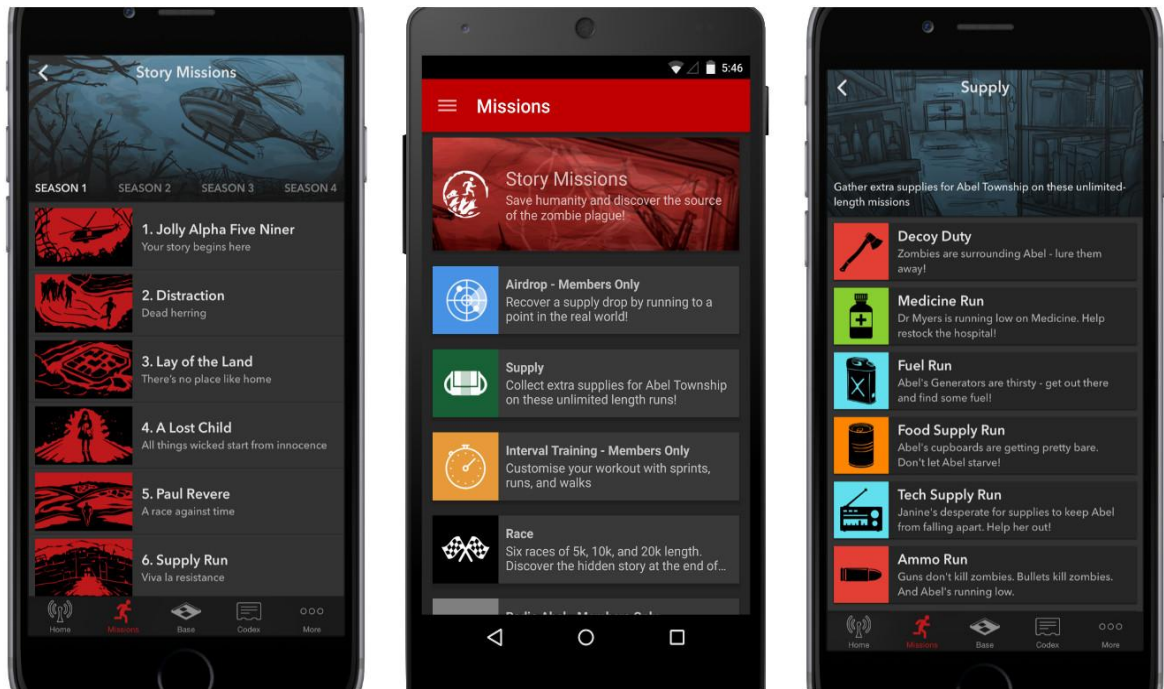 Story Missions
SEASON 1
SEASON 2
SEASON 3
SEASON 4
1. Jolly Alpha Five Niner
Your story begins here
2. Distraction
Dead herring
3. Lay of the Land
There's no place like home
4. A Lost Child
All things wicked start from innocence
5. Paul Revere
A race against time
6. Supply Run
Viva la resistance
Home
Missions
Base
Codex
More
5:46
Missions
Story Missions
Save humanity and discover the source
of the zombie plague!
Airdrop - Members Only
Recover a supply drop by running to a
point in the real world!
Supply
Collect extra supplies for Abel Township
on these unlimited length runs!
Interval Training - Members Only
Customise your workout with sprints,
runs, and walks
Race
Six races of 5k, 10k, and 20k length.
Discover the hidden story at the end of...
Supply
Gather extra supplies for Abel Township on these unlimited-
length missions
Decoy Duty
Zombies are surrounding Abel - lure them
away!
Medicine Run
Dr Myers is running low on Medicine. Help
restock the hospital!
Fuel Run
Abel's Generators are thirsty - get out there
and find some fuel!
Food Supply Run
Abel's cupboards are getting pretty bare.
Don't let Abel starve!
Tech Supply Run
Janine's desperate for supplies to keep Abel
from falling apart. Help her out!
Ammo Run
Guns don't kill zombies. Bullets kill zombies.
And Abel's running low.
Home
Missions
Base
Codex
More